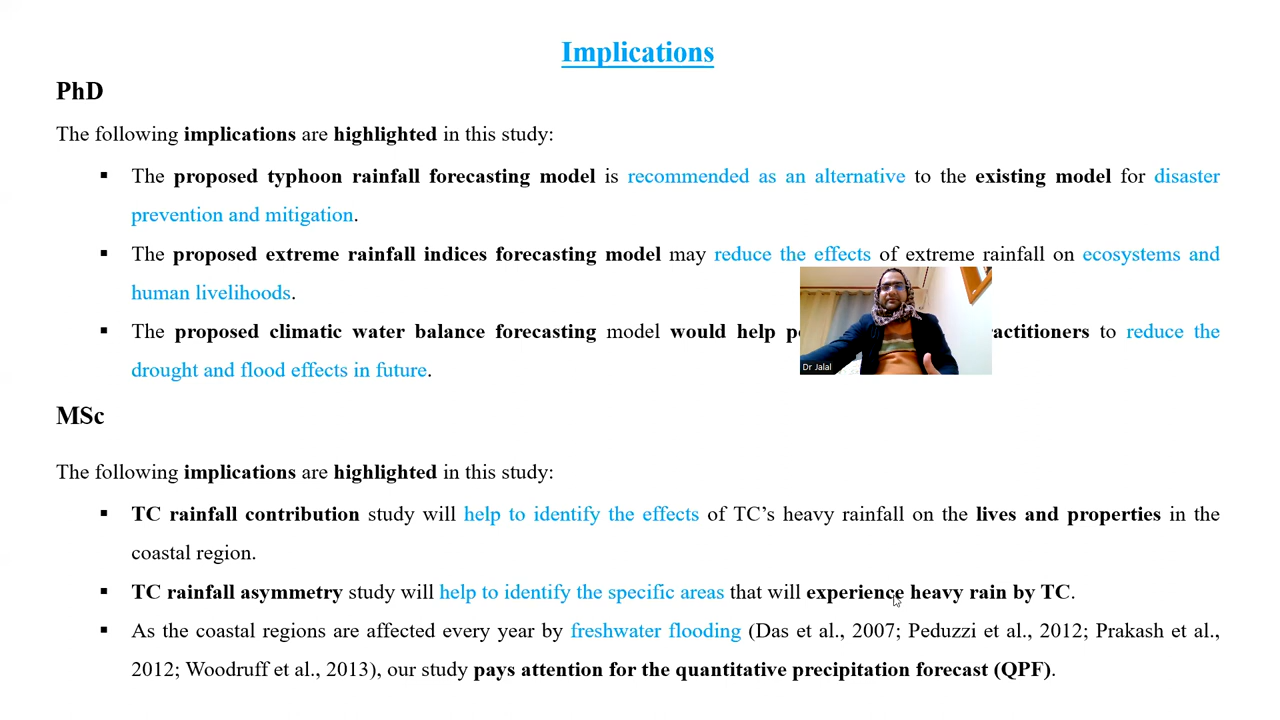 Implications
PhD
The following implications are highlighted in this study:
▪ The proposed typhoon rainfall forecasting model is recommended as an alternative to the existing model for disaster
prevention and mitigation.
▪ The proposed extreme rainfall indices forecasting model may reduce the effects of extreme rainfall on ecosystems and
human livelihoods.
▪ The proposed climatic water balance forecasting model would help to reduce the
Dr Jalal
drought and flood effects in future.
MSc
The following implications are highlighted in this study:
▪ TC rainfall contribution study will help to identify the effects of TC's heavy rainfall on the lives and properties in the
coastal region.
▪ TC rainfall asymmetry study will help to identify the specific areas that will experience heavy rain by TC.
▪ As the coastal regions are affected every year by freshwater flooding (Das et al., 2007; Peduzzi et al., 2012; Prakash et al.,
2012; Woodruff et al., 2013), our study pays attention for the quantitative precipitation forecast (QPF).